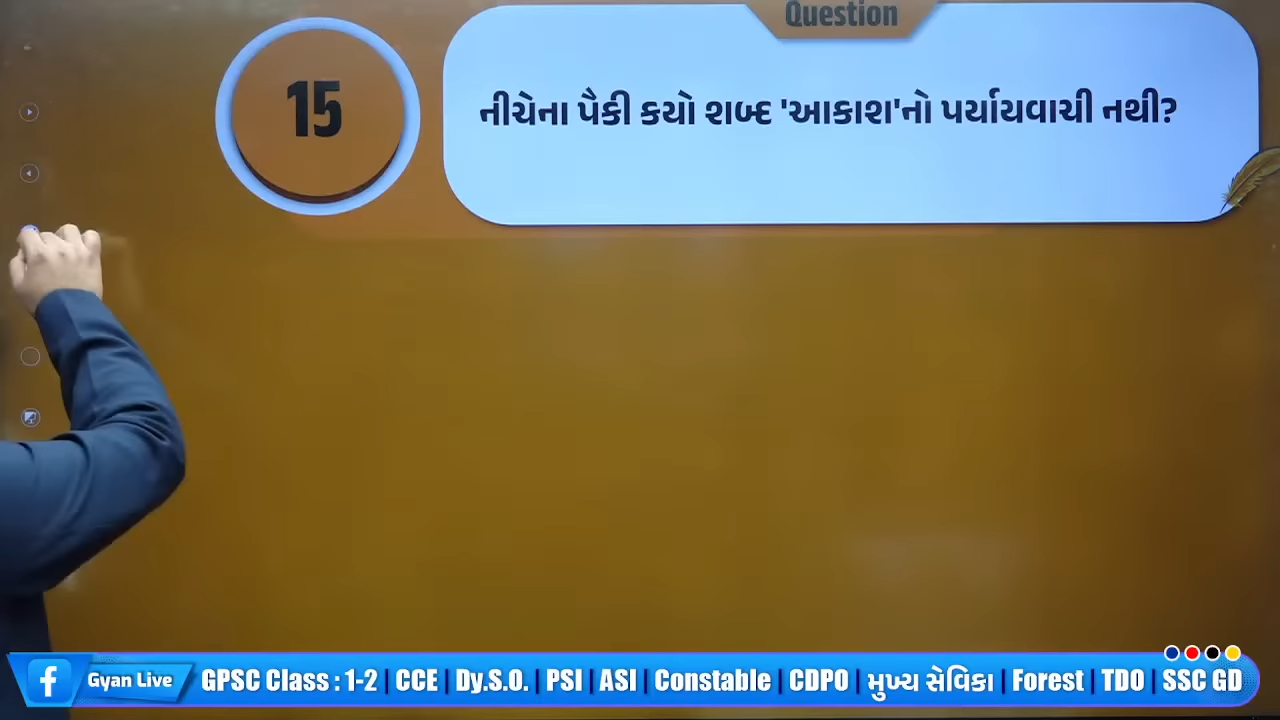 Question
15
નીચેના પૈકી કયો શબ્દ 'આકાશ'નો પર્યાયવાચી નથી?
Gyan Live
GPSC Class : 1-2 | CCE | Dy.S.O. | PSI | ASI | Constable | CDPO | મુખ્ય સેવિકા | Forest | TDO | SSC GD